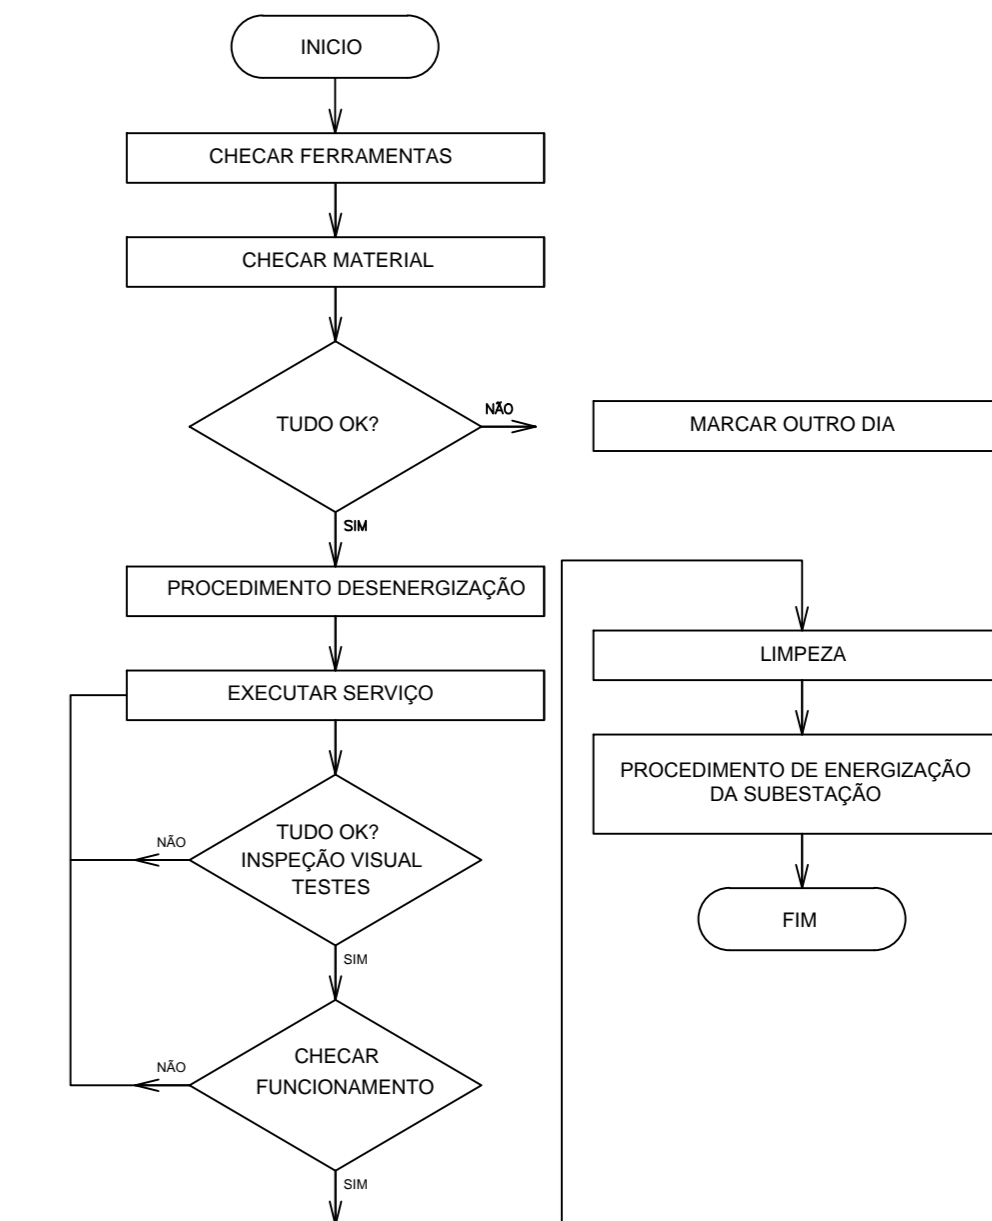 INICIO
CHECAR FERRAMENTAS
CHECAR MATERIAL
TUDO OK?
NÃO
MARCAR OUTRO DIA
SIM
PROCEDIMENTO DESENERGIZAÇÃO
EXECUTAR SERVIÇO
TUDO OK?
INSPEÇÃO VISUAL
TESTES
NÃO
SIM
CHECAR
FUNCIONAMENTO
NÃO
SIM
LIMPEZA
PROCEDIMENTO DE ENERGIZAÇÃO
DA SUBESTAÇÃO
FIM